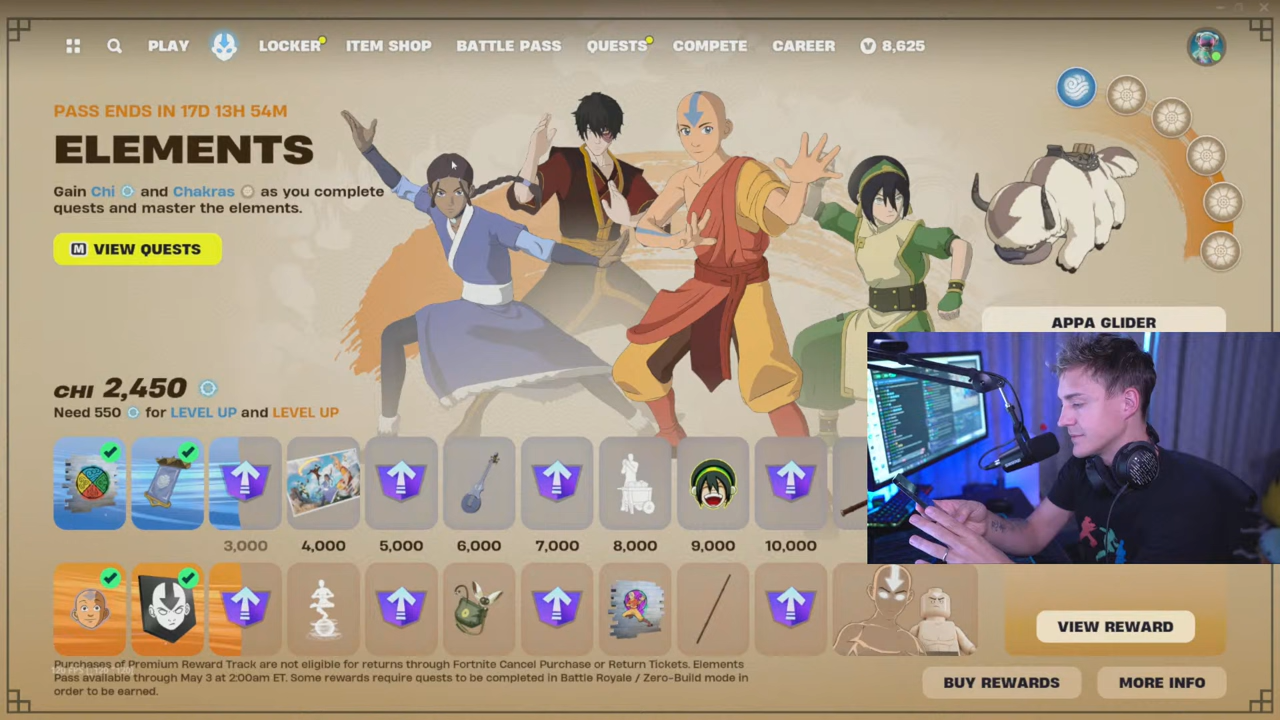 PLAY
LOCKER
ITEM SHOP
BATTLE PASS
QUESTS
COMPETE
CAREER
8,625
PASS ENDS IN 17D 13H 54M
ELEMENTS
Gain Chi and Chakras as you complete
quests and master the elements.
M VIEW QUESTS
APPA GLIDER
CHI 2,450
Need 550 for LEVEL UP and LEVEL UP
3,000
4,000
5,000
6,000
7,000
8,000
9,000
10,000
VIEW REWARD
Purchases of Premium Reward Track are not eligible for returns through Fortnite Cancel Purchase or Return Tickets. Elements
Pass available through May 3 at 2:00am ET. Some rewards require quests to be completed in Battle Royale / Zero-Build mode in
order to be earned.
BUY REWARDS
MORE INFO